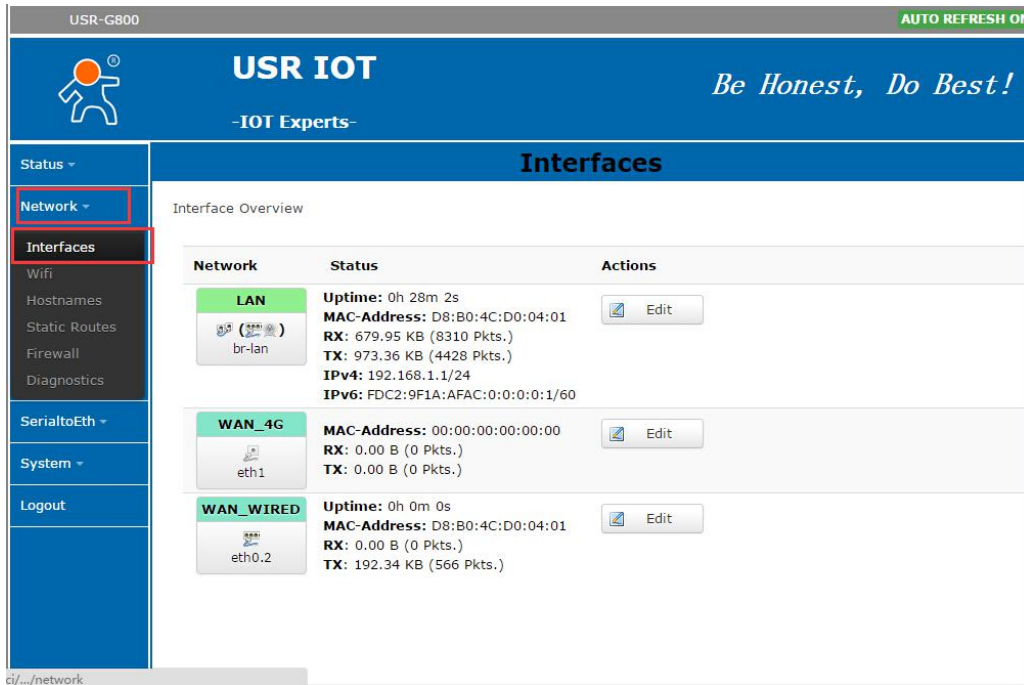 USR-G800
AUTO REFRESH ON
®
USR IOT
Be Honest, Do Best!
-IOT Experts-
Status
Interfaces
Network
Interface Overview
Interfaces
Wifi
Hostnames
Static Routes
Firewall
Diagnostics
SerialtoEth
System
Logout
Network Status Actions
LAN
( )
br-lan
Uptime: 0h 28m 2s
MAC-Address: D8:B0:4C:D0:04:01
RX: 679.95 KB (8310 Pkts.)
TX: 973.36 KB (4428 Pkts.)
IPv4: 192.168.1.1/24
IPv6: FDC2:9F1A:AFAC:0:0:0:0:1/60
Edit
WAN_4G
eth1
MAC-Address: 00:00:00:00:00:00
RX: 0.00 B (0 Pkts.)
TX: 0.00 B (0 Pkts.)
Edit
WAN_WIRED
eth0.2
Uptime: 0h 0m 0s
MAC-Address: D8:B0:4C:D0:04:01
RX: 0.00 B (0 Pkts.)
TX: 192.34 KB (566 Pkts.)
Edit
ci/.../network